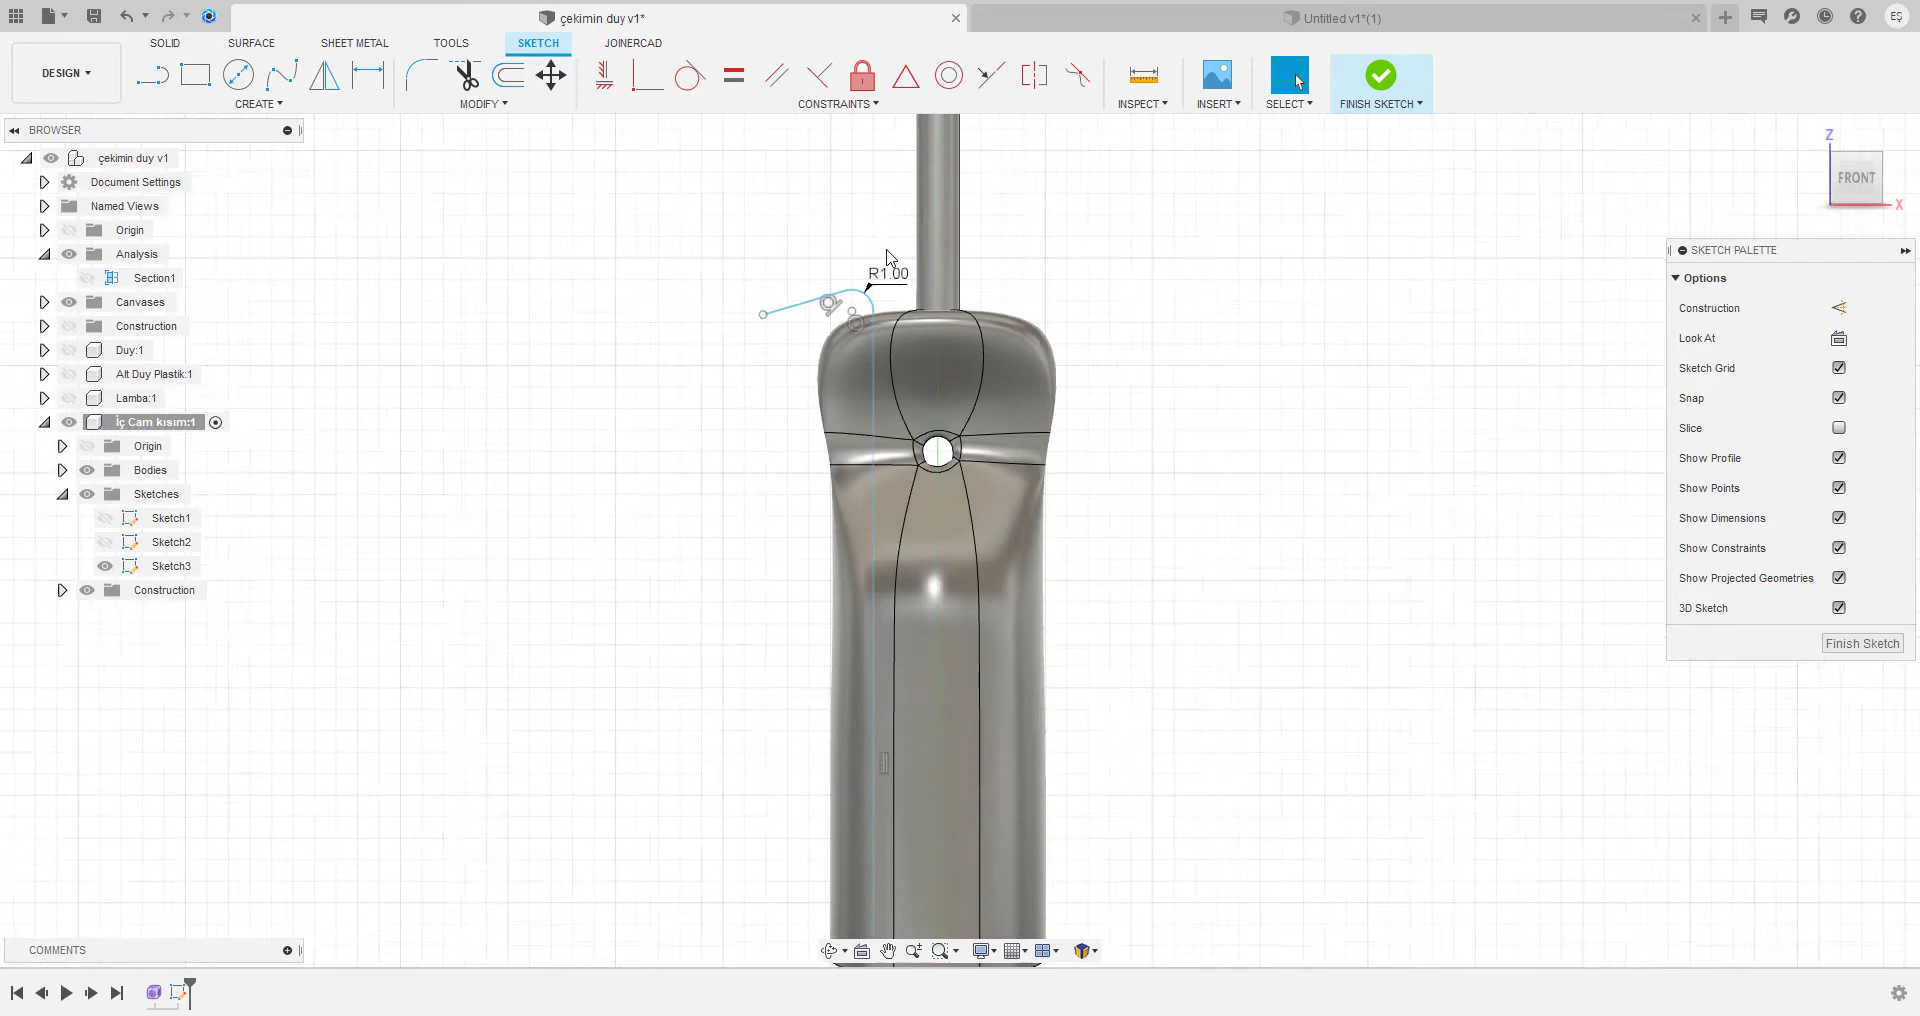 çekimin duy v1*
Untitled v1*(1)
EŞ
DESIGN
SOLID
SURFACE
SHEET METAL
TOOLS
SKETCH
JOINERCAD
CREATE
MODIFY
CONSTRAINTS
INSPECT
INSERT
SELECT
FINISH SKETCH
BROWSER
çekimin duy v1
Document Settings
Named Views
Origin
Analysis
Section1
Canvases
Construction
Duy:1
Alt Duy Plastik:1
Lamba:1
İç Cam kısım:1
Origin
Bodies
Sketches
Sketch1
Sketch2
Sketch3
Construction
R1.00
Z
FRONT
X
SKETCH PALETTE
Options
Construction
Look At
Sketch Grid
Snap
Slice
Show Profile
Show Points
Show Dimensions
Show Constraints
Show Projected Geometries
3D Sketch
Finish Sketch
COMMENTS